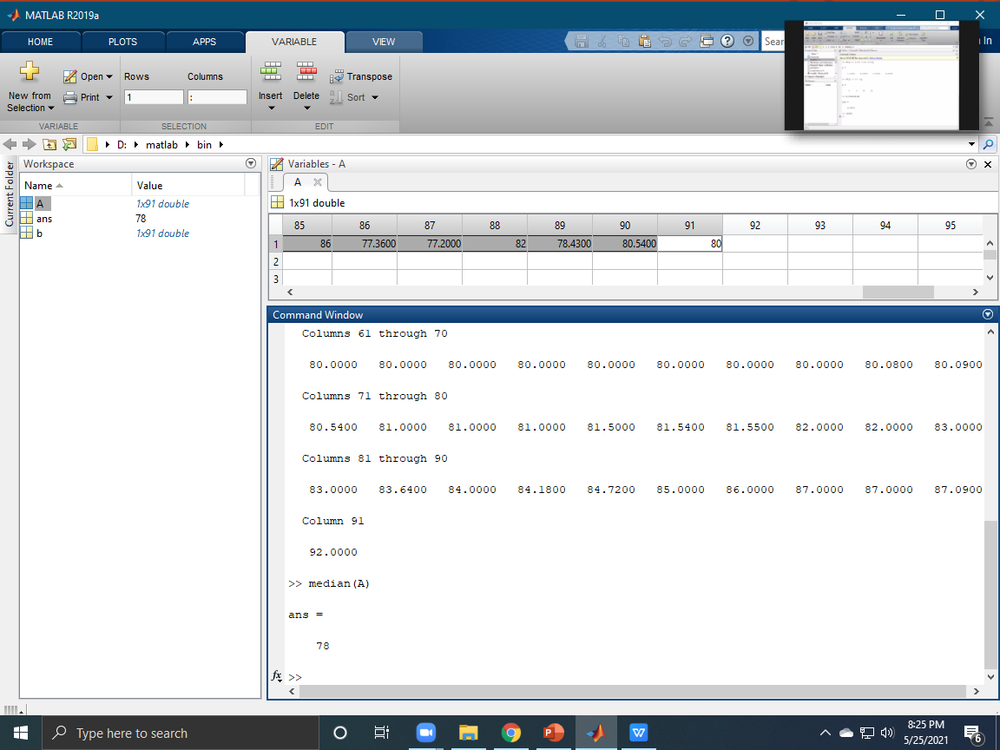 MATLAB R2019a
HOME PLOTS APPS VARIABLE VIEW
Sear
In
New from
Selection
Open
Print
Rows
Columns
1
:
Insert
Delete
Transpose
Sort
VARIABLE SELECTION EDIT
D: matlab bin
Current Folder
Workspace
Name Value
A 1x91 double
ans 78
b 1x91 double
Variables - A
A
1x91 double
85 86 87 88 89 90 91 92 93 94 95
1 86 77.3600 77.2000 82 78.4300 80.5400 80
2
3
Command Window
Columns 61 through 70
80.0000 80.0000 80.0000 80.0000 80.0000 80.0000 80.0000 80.0000 80.0800 80.0900
Columns 71 through 80
80.5400 81.0000 81.0000 81.0000 81.5000 81.5400 81.5500 82.0000 82.0000 83.0000
Columns 81 through 90
83.0000 83.6400 84.0000 84.1800 84.7200 85.0000 86.0000 87.0000 87.0000 87.0900
Column 91
92.0000
>> median(A)
ans =
78
fx >>
Type here to search
8:25 PM
5/25/2021
6